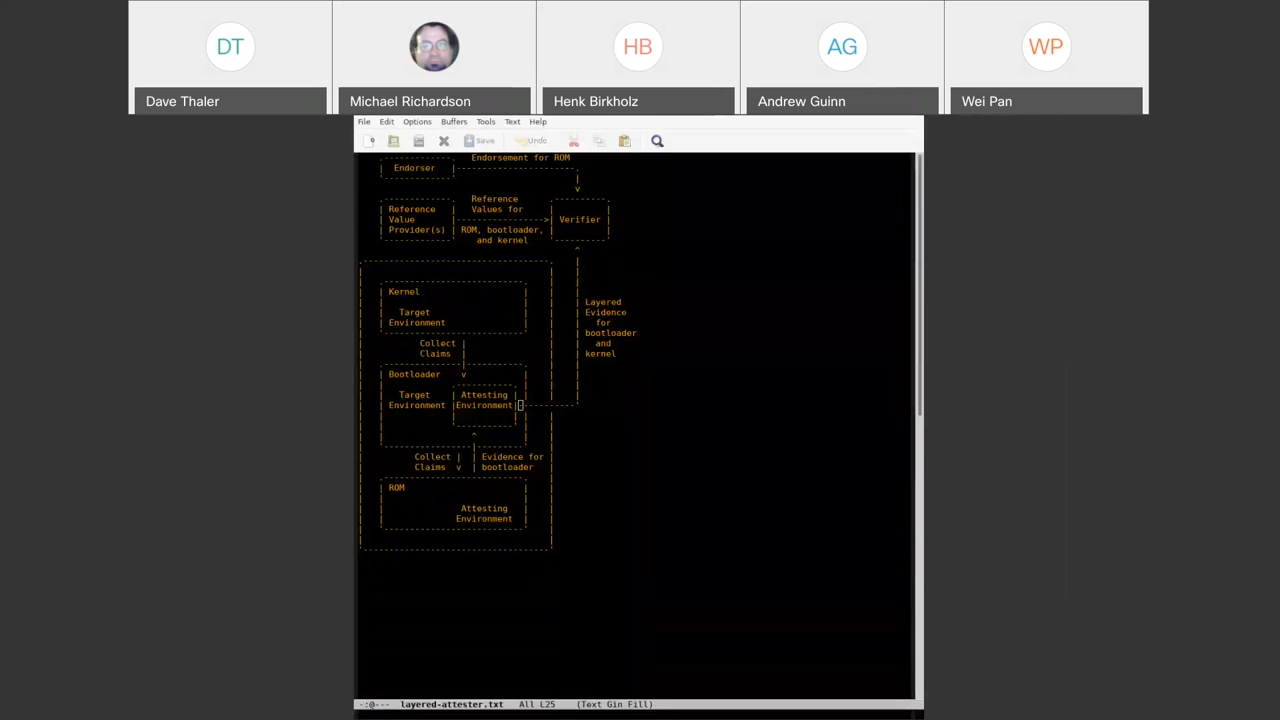 DT
HB
AG
WP
Dave Thaler
Michael Richardson
Henk Birkholz
Andrew Guinn
Wei Pan
File Edit Options Buffers Tools Text Help
Save Undo
Endorsement for ROM
Endorser
v
Reference
Reference Values for
Value Verifier
Provider(s) ROM, bootloader,
and kernel
^
Kernel
Layered
Target Evidence
Environment for
bootloader
Collect and
Claims kernel
Bootloader v
Target Attesting
Environment Environment
^
Collect Evidence for
Claims v bootloader
ROM
Attesting
Environment
-:@--- layered-attester.txt All L25 (Text Gin Fill)